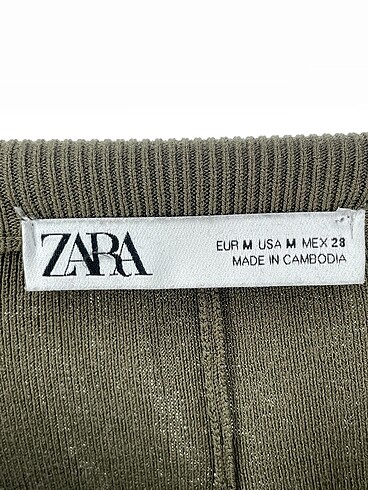 ZARA
EUR M USA M MEX 28
MADE IN CAMBODIA